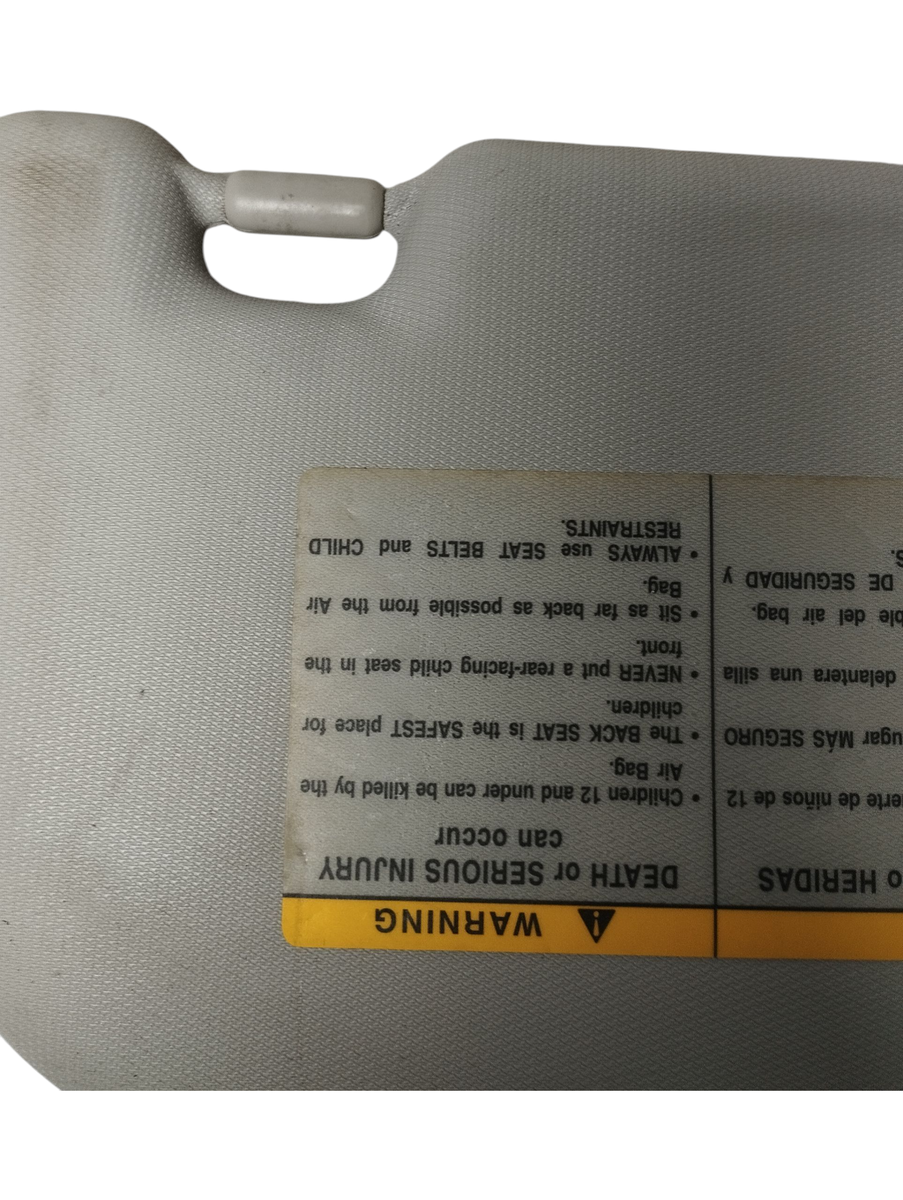 o HERIDAS
erte de niños de 12
ugar MÁS SEGURO
delantera una silla
ble del air bag.
DE SEGURIDAD y
S.
WARNING
DEATH or SERIOUS INJURY
can occur
• Children 12 and under can be killed by the
Air Bag.
• The BACK SEAT is the SAFEST place for
children.
• NEVER put a rear-facing child seat in the
front.
• Sit as far back as possible from the Air
Bag.
• ALWAYS use SEAT BELTS and CHILD
RESTRAINTS.